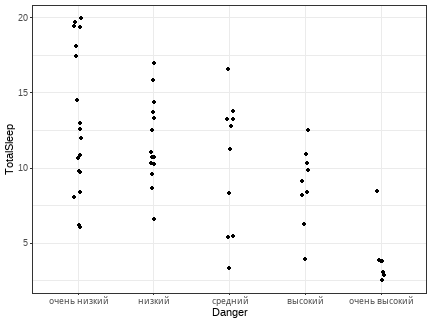 TotalSleep
20
15
10
5
очень низкий
низкий
средний
высокий
очень высокий
Danger